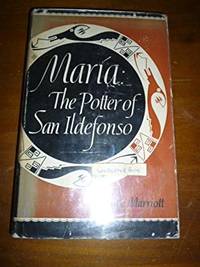 María:
The Potter of
San Ildefonso
Marriott